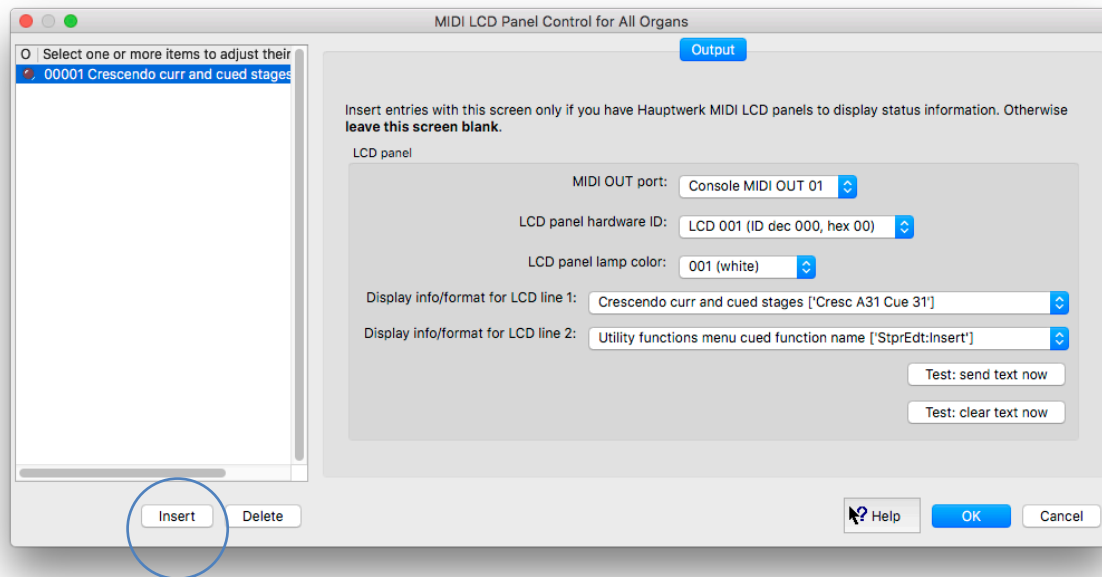 MIDI LCD Panel Control for All Organs
O Select one or more items to adjust their
00001 Crescendo curr and cued stages
Output
Insert entries with this screen only if you have Hauptwerk MIDI LCD panels to display status information. Otherwise
leave this screen blank.
LCD panel
MIDI OUT port: Console MIDI OUT 01
LCD panel hardware ID: LCD 001 (ID dec 000, hex 00)
LCD panel lamp color: 001 (white)
Display info/format for LCD line 1: Crescendo curr and cued stages ['Cresc A31 Cue 31']
Display info/format for LCD line 2: Utility functions menu cued function name ['StprEdt:Insert']
Test: send text now
Test: clear text now
Insert Delete ? Help OK Cancel